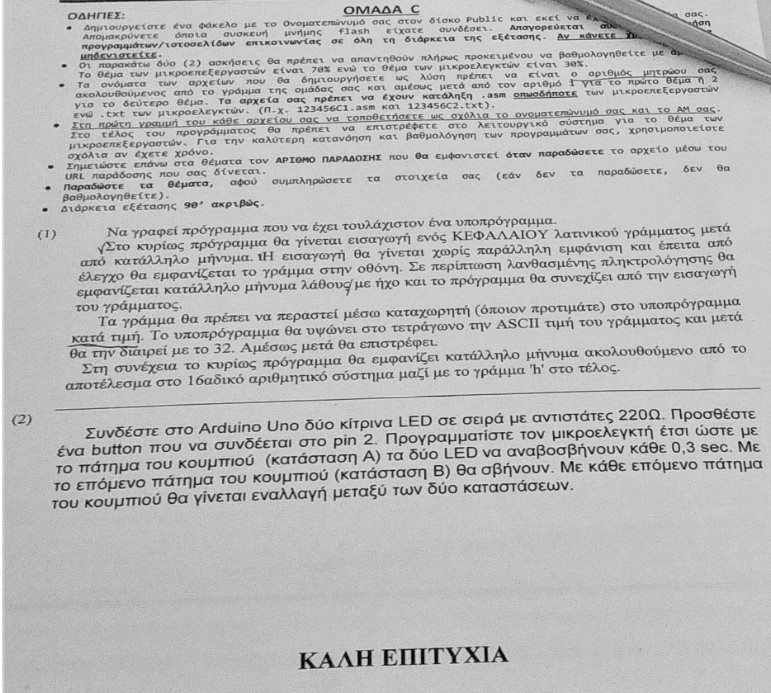 ΟΜΑΔΑ C
ΟΔΗΓΙΕΣ:
• Δημιουργείστε ένα φάκελο με το Ονοματεπώνυμό σας στον δίσκο Public και εκεί να σας.
Απομακρύνετε όποια συσκευή μνήμης flash είχατε συνδέσει. Απαγορεύεται
προγραμμάτων/ιστοσελίδων επικοινωνίας σε όλη τη διάρκεια της εξέτασης. Αν κάνετε
μηδενιστείτε.
• Οι παρακάτω δύο (2) ασκήσεις θα πρέπει να απαντηθούν πλήρως προκειμένου να βαθμολογηθείτε με
Το θέμα των μικροεπεξεργαστών είναι 70% ενώ το θέμα των μικροελεγκτών είναι 30%.
• Τα ονόματα των αρχείων που θα δημιουργήσετε ως λύση πρέπει να είναι ο αριθμός μητρώου σας
ακολουθούμενος από το γράμμα της ομάδας σας και αμέσως μετά από τον αριθμό 1 για το πρώτο θέμα ή 2
για το δεύτερο θέμα. Τα αρχεία σας πρέπει να έχουν κατάληξη .asm οπωσδήποτε των μικροεπεξεργαστών
ενώ .txt των μικροελεγκτών. (Π.χ. 123456C1.asm και 123456C2.txt).
• Στη πρώτη γραμμή του κάθε αρχείου σας να τοποθετήσετε ως σχόλια το ονοματεπώνυμό σας και το ΑΜ σας.
Στο τέλος του προγράμματος θα πρέπει να επιστρέφετε στο λειτουργικό σύστημα για το θέμα των
μικροεπεξεργαστών. Για την καλύτερη κατανόηση και βαθμολόγηση των προγραμμάτων σας, χρησιμοποιείστε
σχόλια αν έχετε χρόνο.
• Σημειώστε επάνω στα θέματα τον ΑΡΙΘΜΟ ΠΑΡΑΔΟΣΗΣ που θα εμφανιστεί όταν παραδώσετε το αρχείο μέσω του
URL παράδοσης που σας δίνεται.
• Παραδώστε τα θέματα, αφού συμπληρώσετε τα στοιχεία σας (εάν δεν τα παραδώσετε, δεν θα
βαθμολογηθείτε).
• Διάρκεια εξέτασης 90' ακριβώς.
(1) Να γραφεί πρόγραμμα που να έχει τουλάχιστον ένα υποπρόγραμμα.
Στο κυρίως πρόγραμμα θα γίνεται εισαγωγή ενός ΚΕΦΑΛΑΙΟΥ λατινικού γράμματος μετά
από κατάλληλο μήνυμα. Η εισαγωγή θα γίνεται χωρίς παράλληλη εμφάνιση και έπειτα από
έλεγχο θα εμφανίζεται το γράμμα στην οθόνη. Σε περίπτωση λανθασμένης πληκτρολόγησης θα
εμφανίζεται κατάλληλο μήνυμα λάθους με ήχο και το πρόγραμμα θα συνεχίζει από την εισαγωγή
του γράμματος.
Τα γράμμα θα πρέπει να περαστεί μέσω καταχωρητή (όποιον προτιμάτε) στο υποπρόγραμμα
κατά τιμή. Το υποπρόγραμμα θα υψώνει στο τετράγωνο την ASCII τιμή του γράμματος και μετά
θα την διαιρεί με το 32. Αμέσως μετά θα επιστρέφει.
Στη συνέχεια το κυρίως πρόγραμμα θα εμφανίζει κατάλληλο μήνυμα ακολουθούμενο από το
αποτέλεσμα στο 16αδικό αριθμητικό σύστημα μαζί με το γράμμα 'h' στο τέλος.
(2) Συνδέστε στο Arduino Uno δύο κίτρινα LED σε σειρά με αντιστάτες 220Ω. Προσθέστε
ένα button που να συνδέεται στο pin 2. Προγραμματίστε τον μικροελεγκτή έτσι ώστε με
το πάτημα του κουμπιού (κατάσταση Α) τα δύο LED να αναβοσβήνουν κάθε 0,3 sec. Με
το επόμενο πάτημα του κουμπιού (κατάσταση Β) θα σβήνουν. Με κάθε επόμενο πάτημα
του κουμπιού θα γίνεται εναλλαγή μεταξύ των δύο καταστάσεων.
ΚΑΛΗ ΕΠΙΤΥΧΙΑ